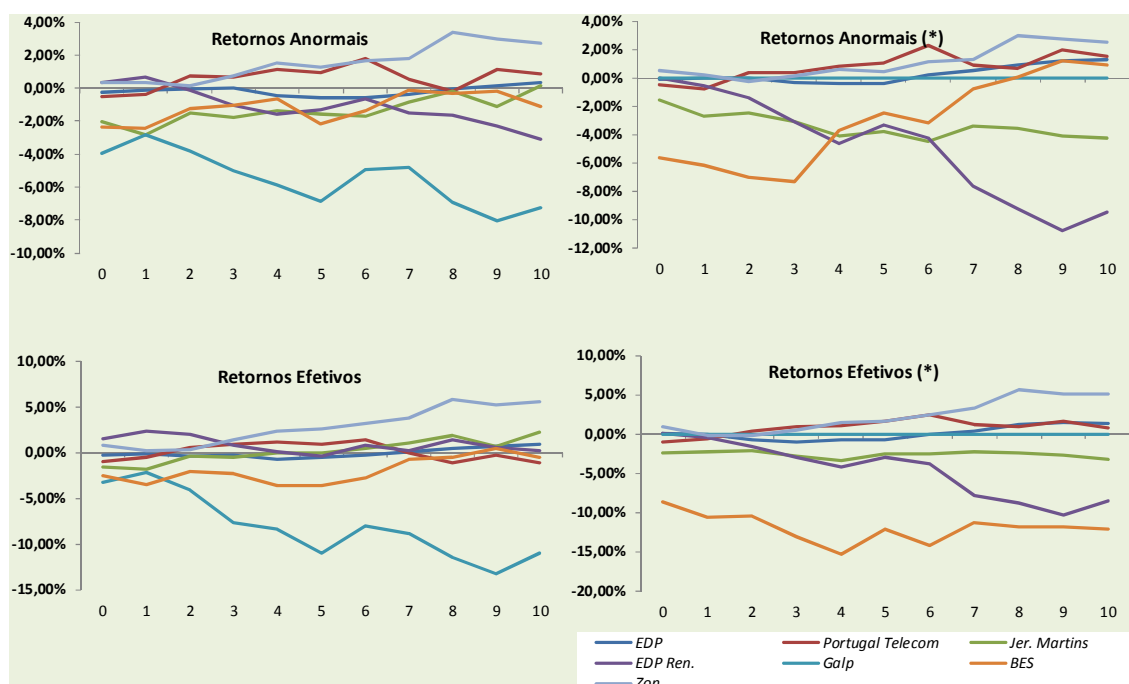 Retornos Anormais
4,00%
2,00%
0,00%
-2,00%
-4,00%
-6,00%
-8,00%
-10,00%
0 1 2 3 4 5 6 7 8 9 10
Retornos Anormais (*)
4,00%
2,00%
0,00%
-2,00%
-4,00%
-6,00%
-8,00%
-10,00%
-12,00%
0 1 2 3 4 5 6 7 8 9 10
Retornos Efetivos
10,00%
5,00%
0,00%
-5,00%
-10,00%
-15,00%
0 1 2 3 4 5 6 7 8 9 10
Retornos Efetivos (*)
10,00%
5,00%
0,00%
-5,00%
-10,00%
-15,00%
-20,00%
0 1 2 3 4 5 6 7 8 9 10
EDP Portugal Telecom Jer. Martins
EDP Ren. Galp BES
Zon